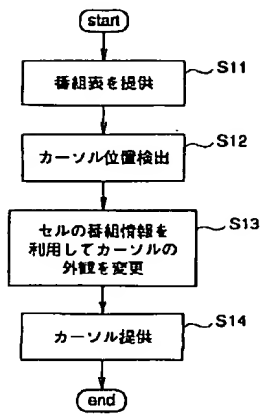 start
番組表を提供
S11
カーソル位置検出
S12
セルの番組情報を
利用してカーソルの
外観を変更
S13
カーソル提供
S14
end